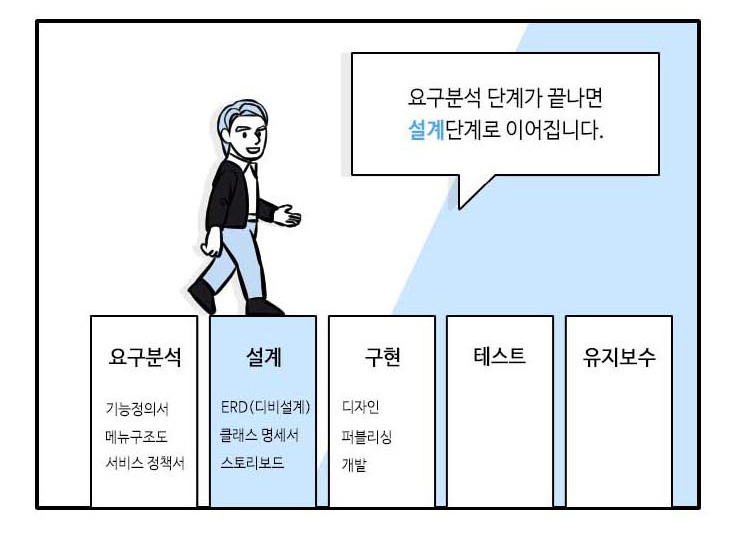 요구분석 단계가 끝나면
설계단계로 이어집니다.
요구분석
기능정의서
메뉴구조도
서비스 정책서
설계
ERD(디비설계)
클래스 명세서
스토리보드
구현
디자인
퍼블리싱
개발
테스트
유지보수